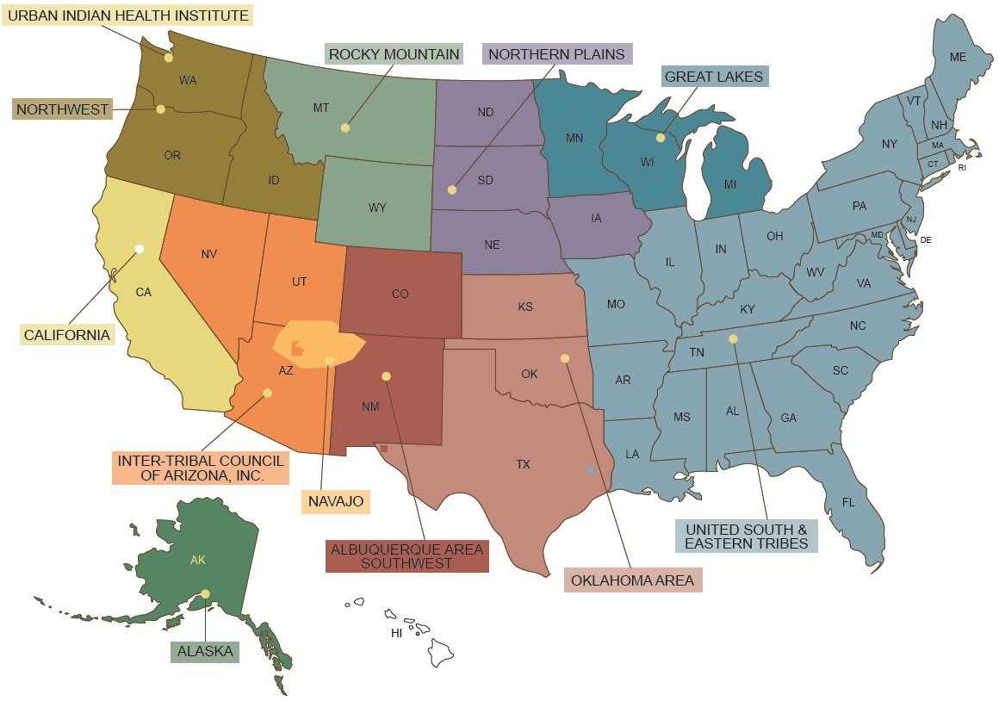 URBAN INDIAN HEALTH INSTITUTE
ROCKY MOUNTAIN
NORTHERN PLAINS
GREAT LAKES
NORTHWEST
WA
MT
ND
MN
WI
MI
ME
VT
NH
NY
MA
CT
RI
OR
ID
WY
SD
IA
NE
PA
NJ
MD
DE
OH
IN
IL
WV
VA
NV
UT
CO
KS
MO
KY
CA
CALIFORNIA
NC
TN
SC
AZ
NM
OK
AR
MS
AL
GA
LA
TX
FL
INTER-TRIBAL COUNCIL
OF ARIZONA, INC.
NAVAJO
ALBUQUERQUE AREA
SOUTHWEST
UNITED SOUTH &
EASTERN TRIBES
OKLAHOMA AREA
AK
ALASKA
HI